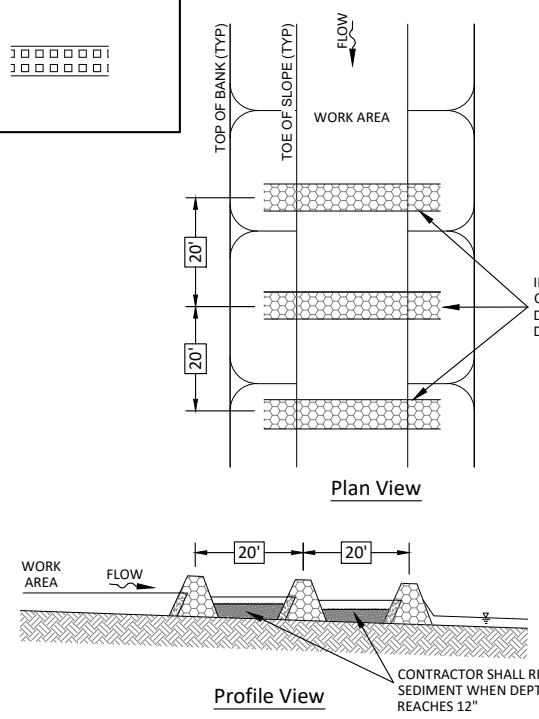 TOP OF BANK (TYP)
TOE OF SLOPE (TYP)
FLOW
WORK AREA
20'
20'
Plan View
20'
20'
WORK
AREA
FLOW
CONTRACTOR SHALL
SEDIMENT WHEN DEPT
REACHES 12"
Profile View